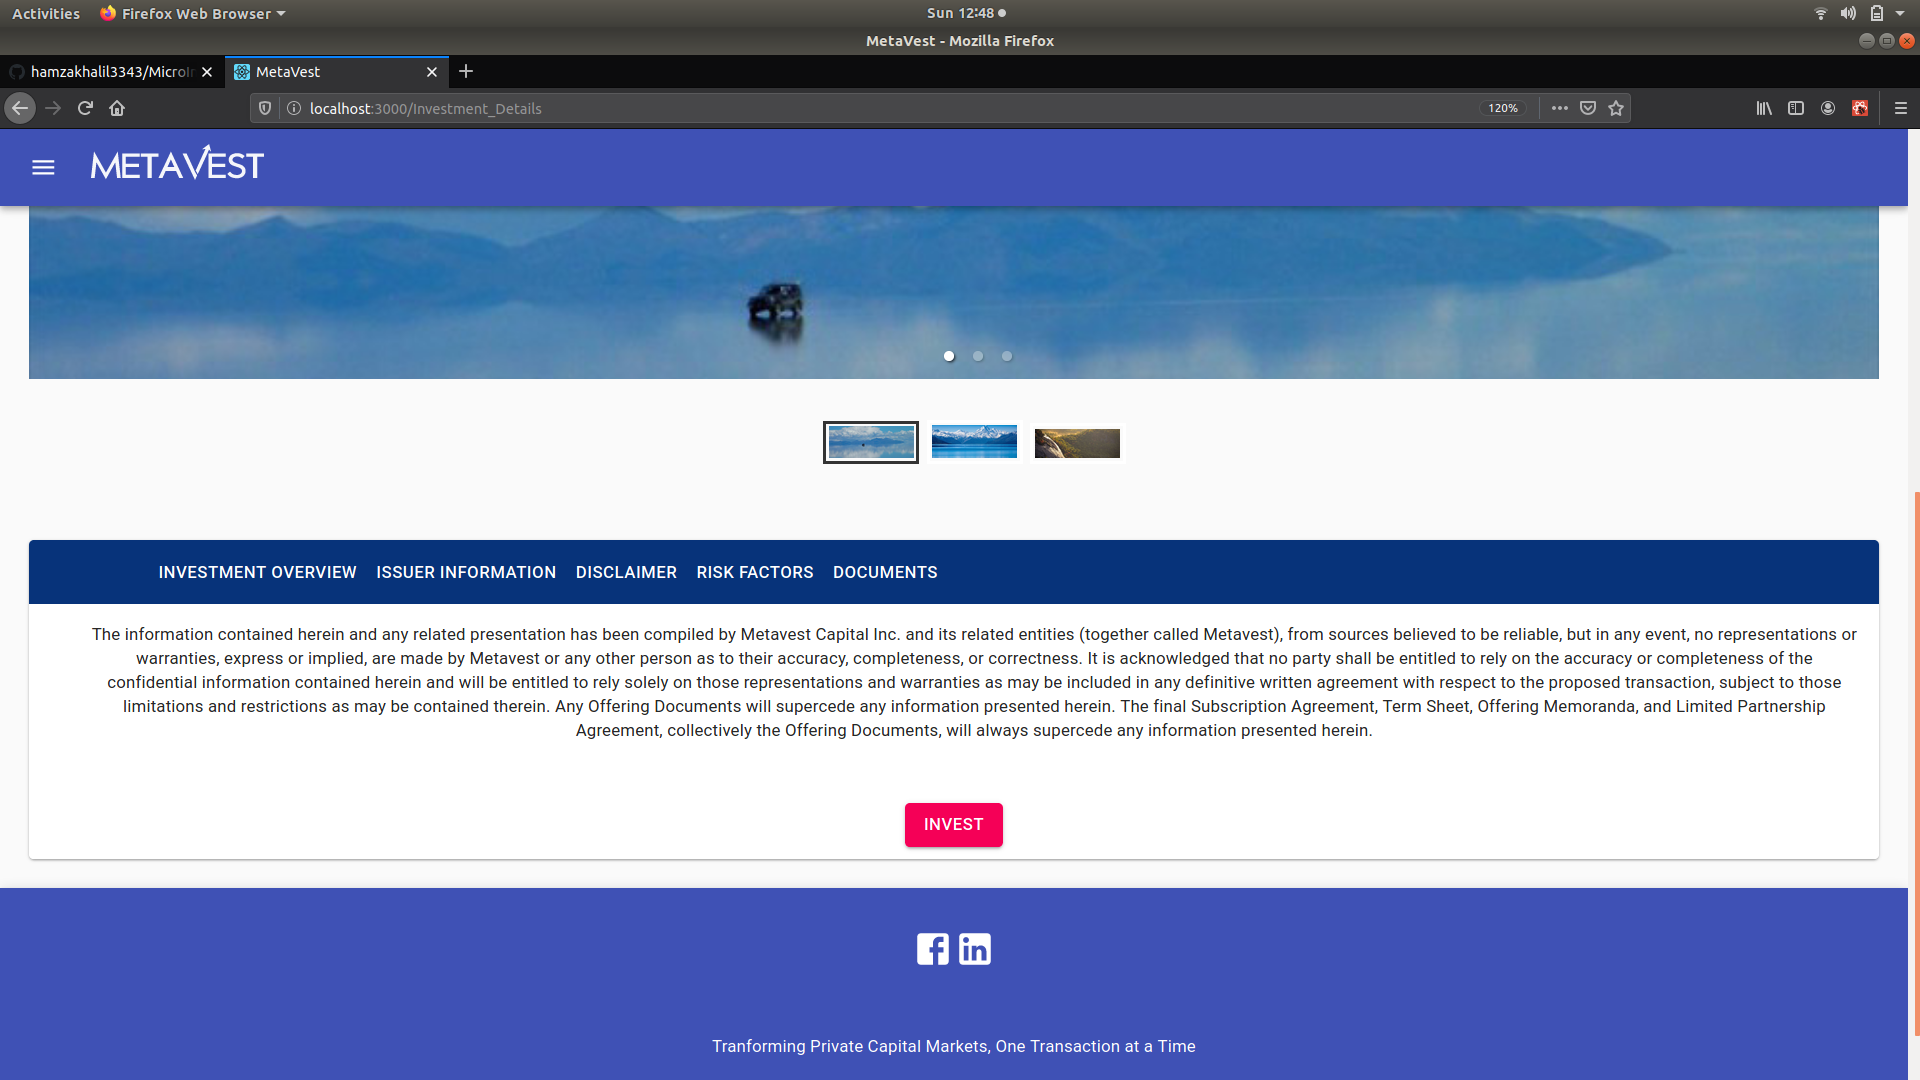 Activities Firefox Web Browser Sun 12:48
MetaVest - Mozilla Firefox
hamzakhalil3343/MicroIn MetaVest
localhost:3000/Investment_Details 120%
METAVEST
INVESTMENT OVERVIEW ISSUER INFORMATION DISCLAIMER RISK FACTORS DOCUMENTS
The information contained herein and any related presentation has been compiled by Metavest Capital Inc. and its related entities (together called Metavest), from sources believed to be reliable, but in any event, no representations or
warranties, express or implied, are made by Metavest or any other person as to their accuracy, completeness, or correctness. It is acknowledged that no party shall be entitled to rely on the accuracy or completeness of the
confidential information contained herein and will be entitled to rely solely on those representations and warranties as may be included in any definitive written agreement with respect to the proposed transaction, subject to those
limitations and restrictions as may be contained therein. Any Offering Documents will supercede any information presented herein. The final Subscription Agreement, Term Sheet, Offering Memoranda, and Limited Partnership
Agreement, collectively the Offering Documents, will always supercede any information presented herein.
INVEST
Tranforming Private Capital Markets, One Transaction at a Time